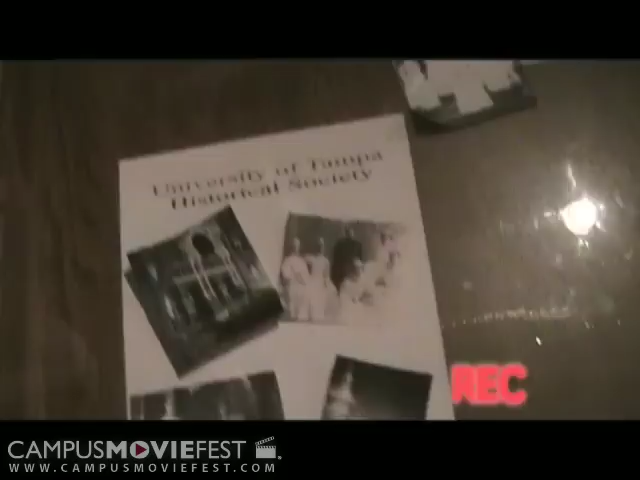 University of Tampa
Historical Society
REC
CAMPUSMOVIEFEST
WWW.CAMPUSMOVIEFEST.COM